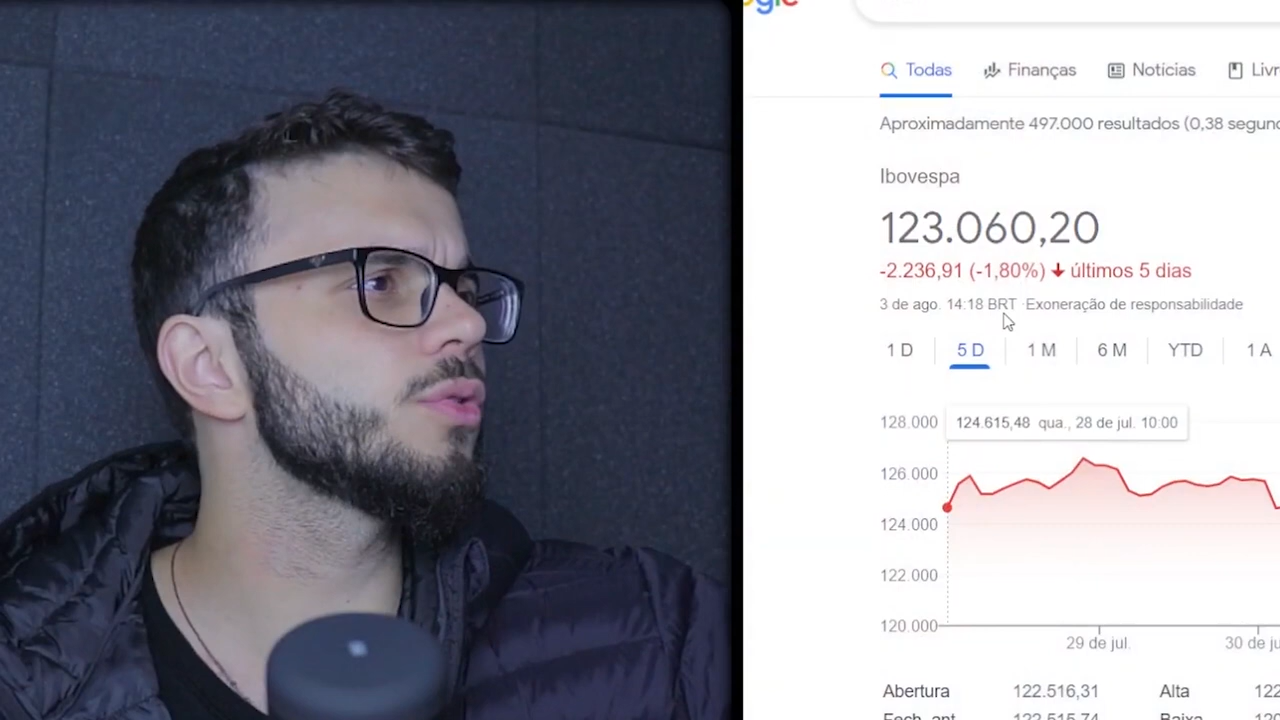 Todas Finanças Notícias
Aproximadamente 497.000 resultados (0,38
Ibovespa
123.060,20
-2.236,91 (-1,80%) últimos 5 dias
3 de ago. 14:18 BRT · Exoneração de responsabilidade
1 D 5 D 1 M 6 M YTD 1 A
124.615,48 qua., 28 de jul. 10:00
128.000
126.000
124.000
122.000
120.000
29 de jul. 30 de
Abertura 122.516,31 Alta